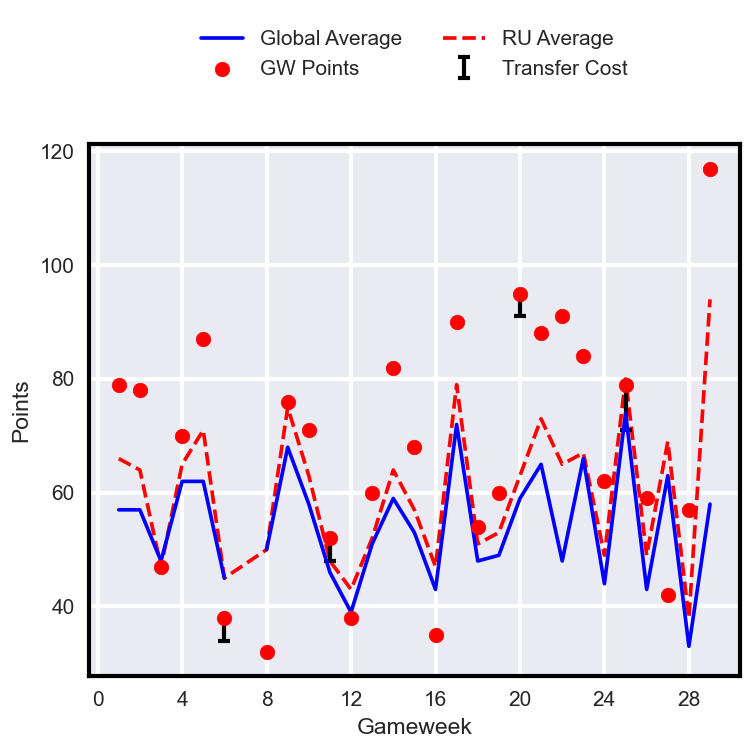 Global Average RU Average
GW Points Transfer Cost
120
100
80
60
40
Points
0 4 8 12 16 20 24 28
Gameweek